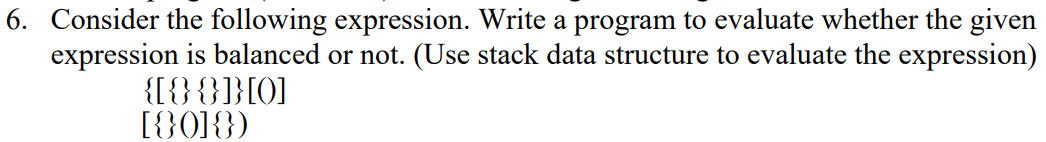 6. Consider the following expression. Write a program to evaluate whether the given
expression is balanced or not. (Use stack data structure to evaluate the expression)
{[{} {}]}[()]
[{}()]{})